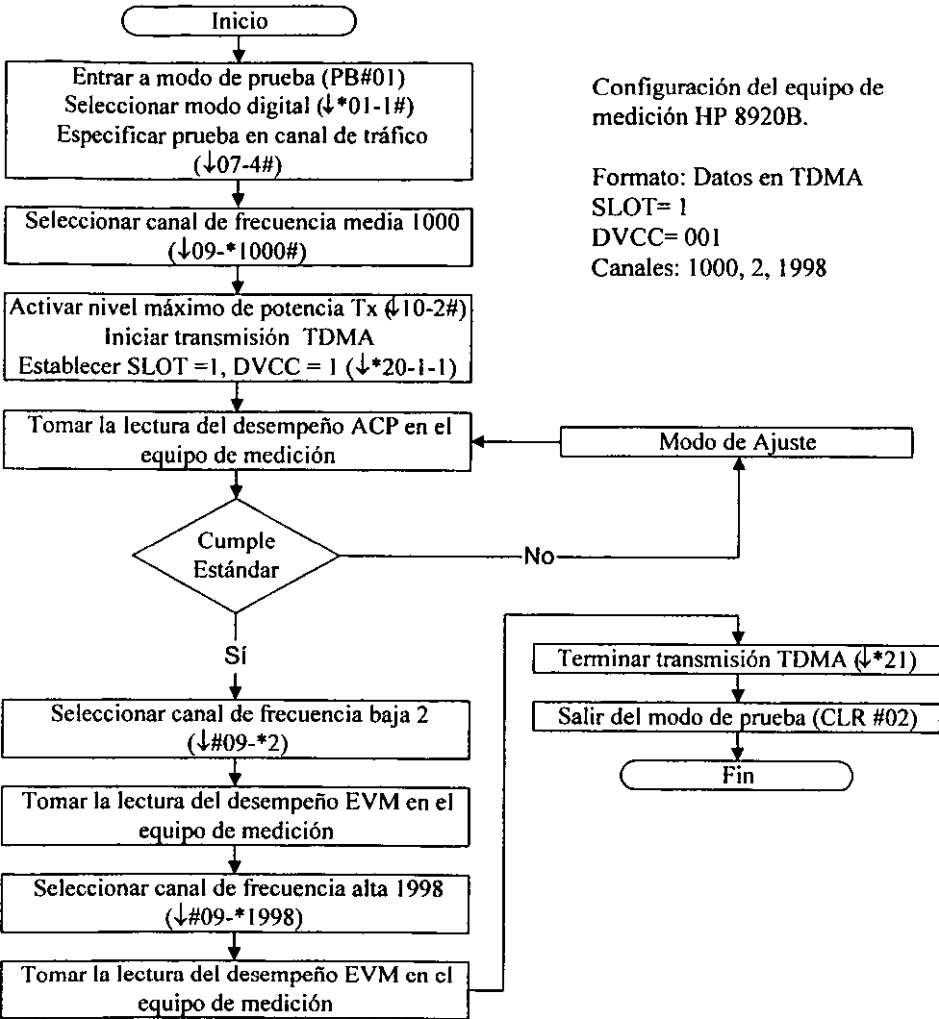 Inicio
Entrar a modo de prueba (PB#01)
Seleccionar modo digital (↓*01-1#)
Especificar prueba en canal de tráfico
(↓07-4#)
Seleccionar canal de frecuencia media 1000
(↓09-*1000#)
Activar nivel máximo de potencia Tx (↓10-2#)
Iniciar transmisión TDMA
Establecer SLOT =1, DVCC = 1 (↓*20-1-1)
Tomar la lectura del desempeño ACP en el
equipo de medición
Modo de Ajuste
Cumple
Estándar
No
Sí
Seleccionar canal de frecuencia baja 2
(↓#09-*2)
Tomar la lectura del desempeño EVM en el
equipo de medición
Seleccionar canal de frecuencia alta 1998
(↓#09-*1998)
Tomar la lectura del desempeño EVM en el
equipo de medición
Terminar transmisión TDMA (↓*21)
Salir del modo de prueba (CLR #02)
Fin
Configuración del equipo de
medición HP 8920B.
Formato: Datos en TDMA
SLOT= 1
DVCC= 001
Canales: 1000, 2, 1998